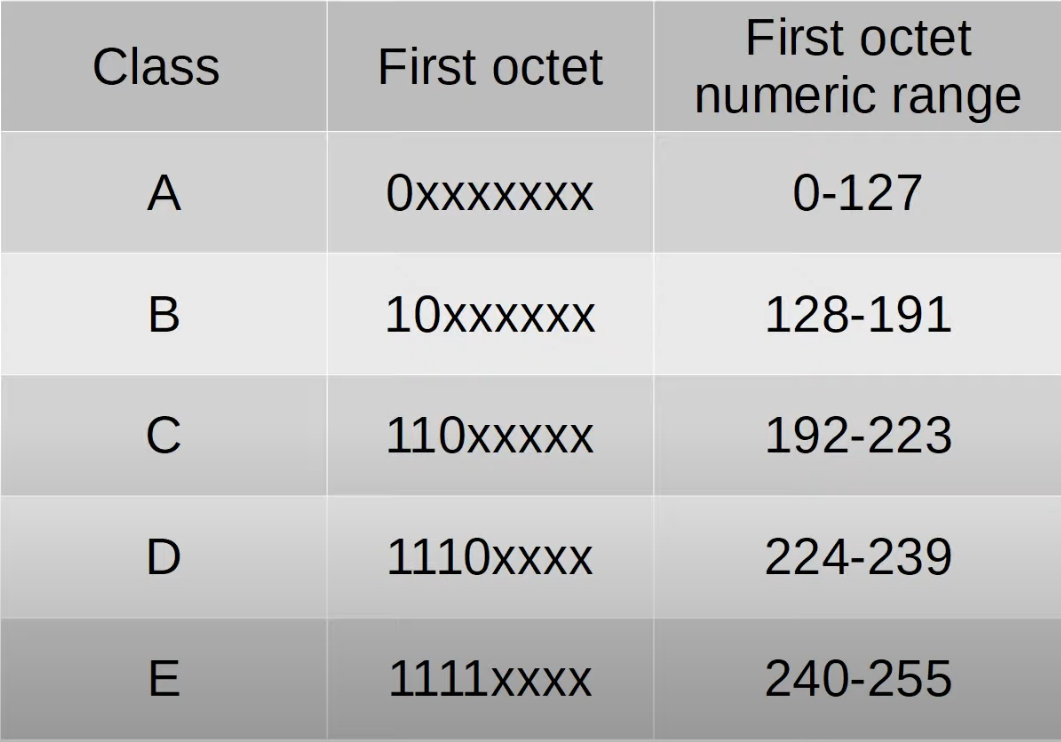 Class First octet First octet
numeric range
A 0xxxxxxx 0-127
B 10xxxxxx 128-191
C 110xxxxx 192-223
D 1110xxxx 224-239
E 1111xxxx 240-255